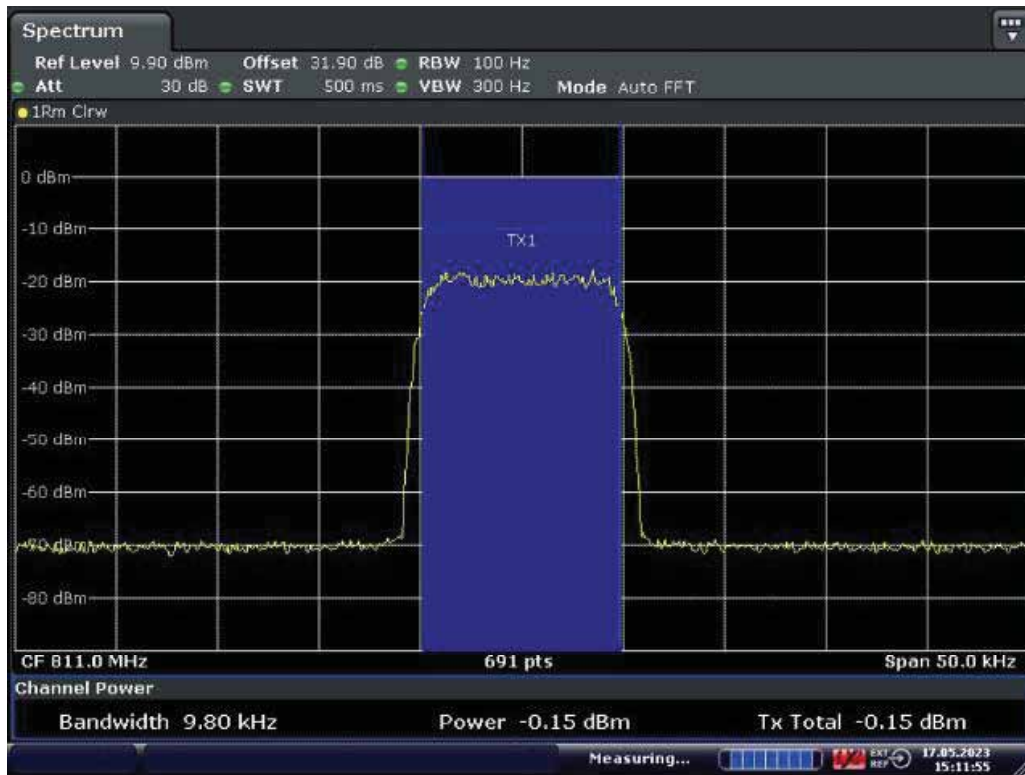 Spectrum
Ref Level 9.90 dBm Offset 31.90 dB RBW 100 Hz
Att 30 dB SWT 500 ms VBW 300 Hz Mode Auto FFT
1Rm Clrw
0 dBm
-10 dBm
TX1
-20 dBm
-30 dBm
-40 dBm
-50 dBm
-60 dBm
-70 dBm
-80 dBm
CF 811.0 MHz 691 pts Span 50.0 kHz
Channel Power
Bandwidth 9.80 kHz Power -0.15 dBm Tx Total -0.15 dBm
Measuring... EXT REF 17.05.2023
15:11:55